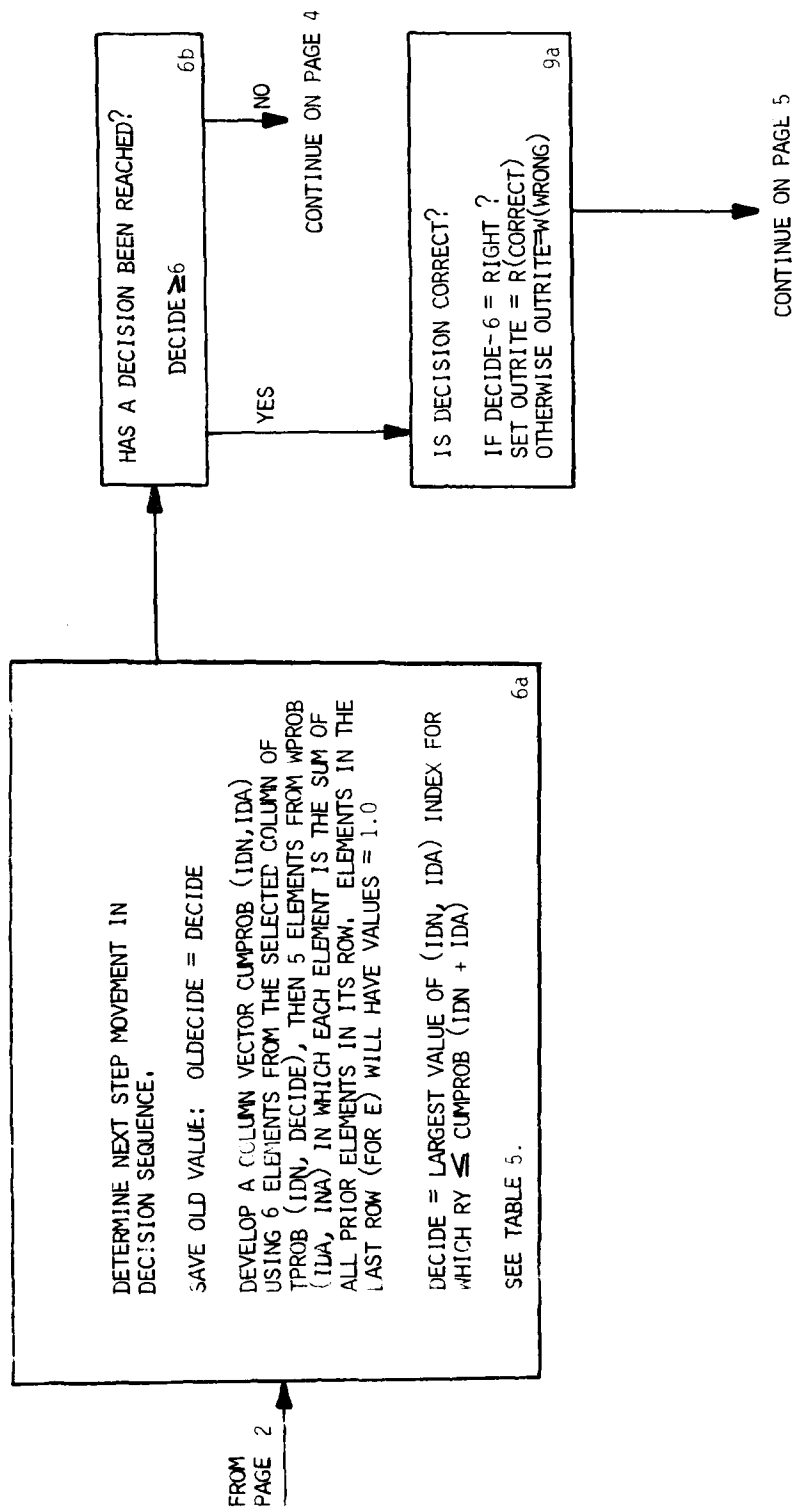 FROM
PAGE 2
DETERMINE NEXT STEP MOVEMENT IN
DECISION SEQUENCE.
SAVE OLD VALUE: OLDECIDE = DECIDE
DEVELOP A COLUMN VECTOR CUMPROB (IDN,IDA)
USING 6 ELEMENTS FROM THE SELECTED COLUMN OF
TPROB (IDN, DECIDE), THEN 5 ELEMENTS FROM WPROB
(IDA, INA) IN WHICH EACH ELEMENT IS THE SUM OF
ALL PRIOR ELEMENTS IN ITS ROW. ELEMENTS IN THE
LAST ROW (FOR E) WILL HAVE VALUES = 1.0
DECIDE = LARGEST VALUE OF (IDN, IDA) INDEX FOR
WHICH RY ≤ CUMPROB (IDN + IDA)
SEE TABLE 5.
6a
HAS A DECISION BEEN REACHED?
DECIDE≥6
6b
YES
NO
CONTINUE ON PAGE 4
IS DECISION CORRECT?
IF DECIDE-6 = RIGHT ?
SET OUTRITE = R(CORRECT)
OTHERWISE OUTRITE=W(WRONG)
9a
CONTINUE ON PAGE 5